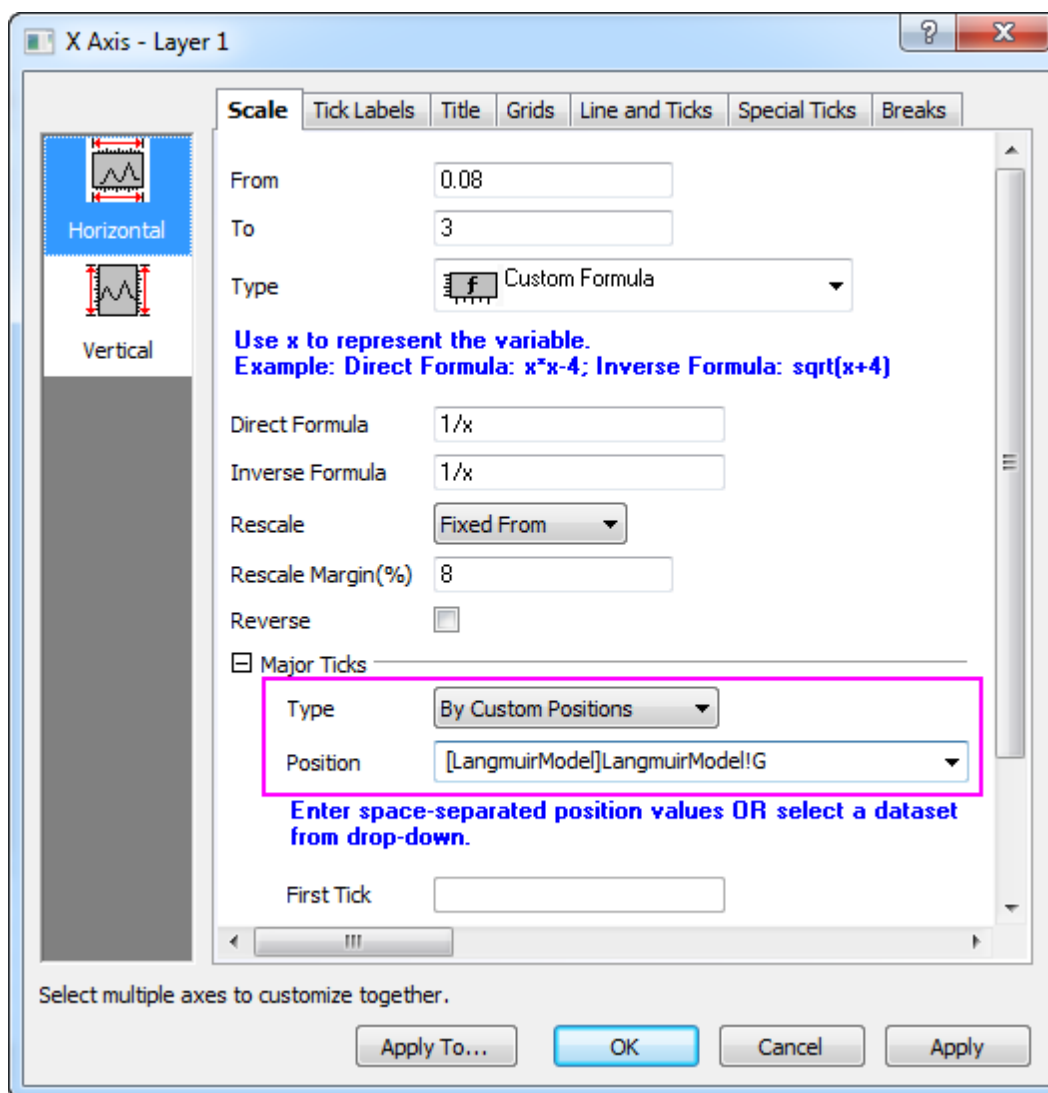 X Axis - Layer 1
Scale Tick Labels Title Grids Line and Ticks Special Ticks Breaks
Horizontal
Vertical
From 0.08
To 3
Type Custom Formula
Use x to represent the variable.
Example: Direct Formula: x*x-4; Inverse Formula: sqrt(x+4)
Direct Formula 1/x
Inverse Formula 1/x
Rescale Fixed From
Rescale Margin(%) 8
Reverse
Major Ticks
Type By Custom Positions
Position [LangmuirModel]LangmuirModel!G
Enter space-separated position values OR select a dataset
from drop-down.
First Tick
Select multiple axes to customize together.
Apply To... OK Cancel Apply